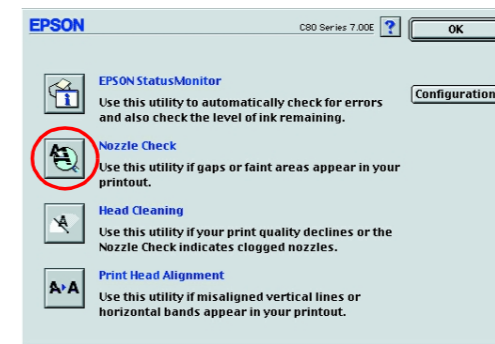 EPSON
C80 Series 7.00E ? OK
EPSON StatusMonitor
Use this utility to automatically check for errors
and also check the level of ink remaining.
Configuration
Nozzle Check
Use this utility if gaps or faint areas appear in your
printout.
Head Cleaning
Use this utility if your print quality declines or the
Nozzle Check indicates clogged nozzles.
Print Head Alignment
Use this utility if misaligned vertical lines or
horizontal bands appear in your printout.